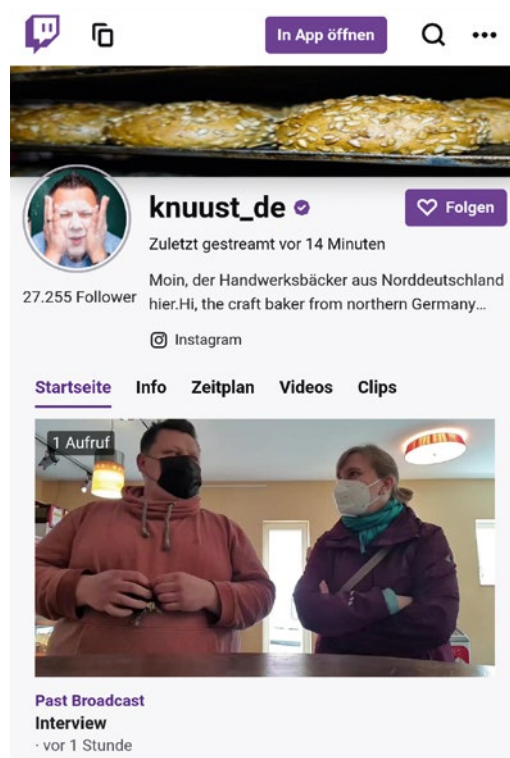 In App öffnen
knuust_de
Folgen
Zuletzt gestreamt vor 14 Minuten
27.255 Follower
Moin, der Handwerksbäcker aus Norddeutschland
hier.Hi, the craft baker from northern Germany...
Instagram
Startseite Info Zeitplan Videos Clips
1 Aufruf
Past Broadcast
Interview
· vor 1 Stunde